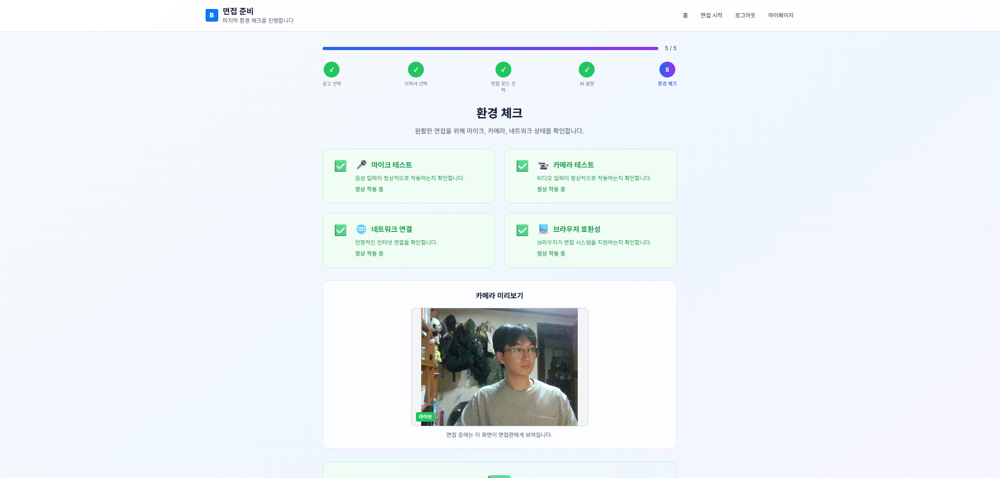 B
면접 준비
마지막 환경 체크를 진행합니다
홈 면접 시작 로그아웃 마이페이지
5 / 5
✓ ✓ ✓ ✓ 5
공고 선택 이력서 선택 면접 모드 선
택 AI 설정 환경 체크
환경 체크
원활한 면접을 위해 마이크, 카메라, 네트워크 상태를 확인합니다.
마이크 테스트
음성 입력이 정상적으로 작동하는지 확인합니다.
정상 작동 중
카메라 테스트
비디오 입력이 정상적으로 작동하는지 확인합니다.
정상 작동 중
네트워크 연결
안정적인 인터넷 연결을 확인합니다.
정상 작동 중
브라우저 호환성
브라우저가 면접 시스템을 지원하는지 확인합니다.
정상 작동 중
카메라 미리보기
라이브
면접 중에는 이 화면이 면접관에게 보여집니다.